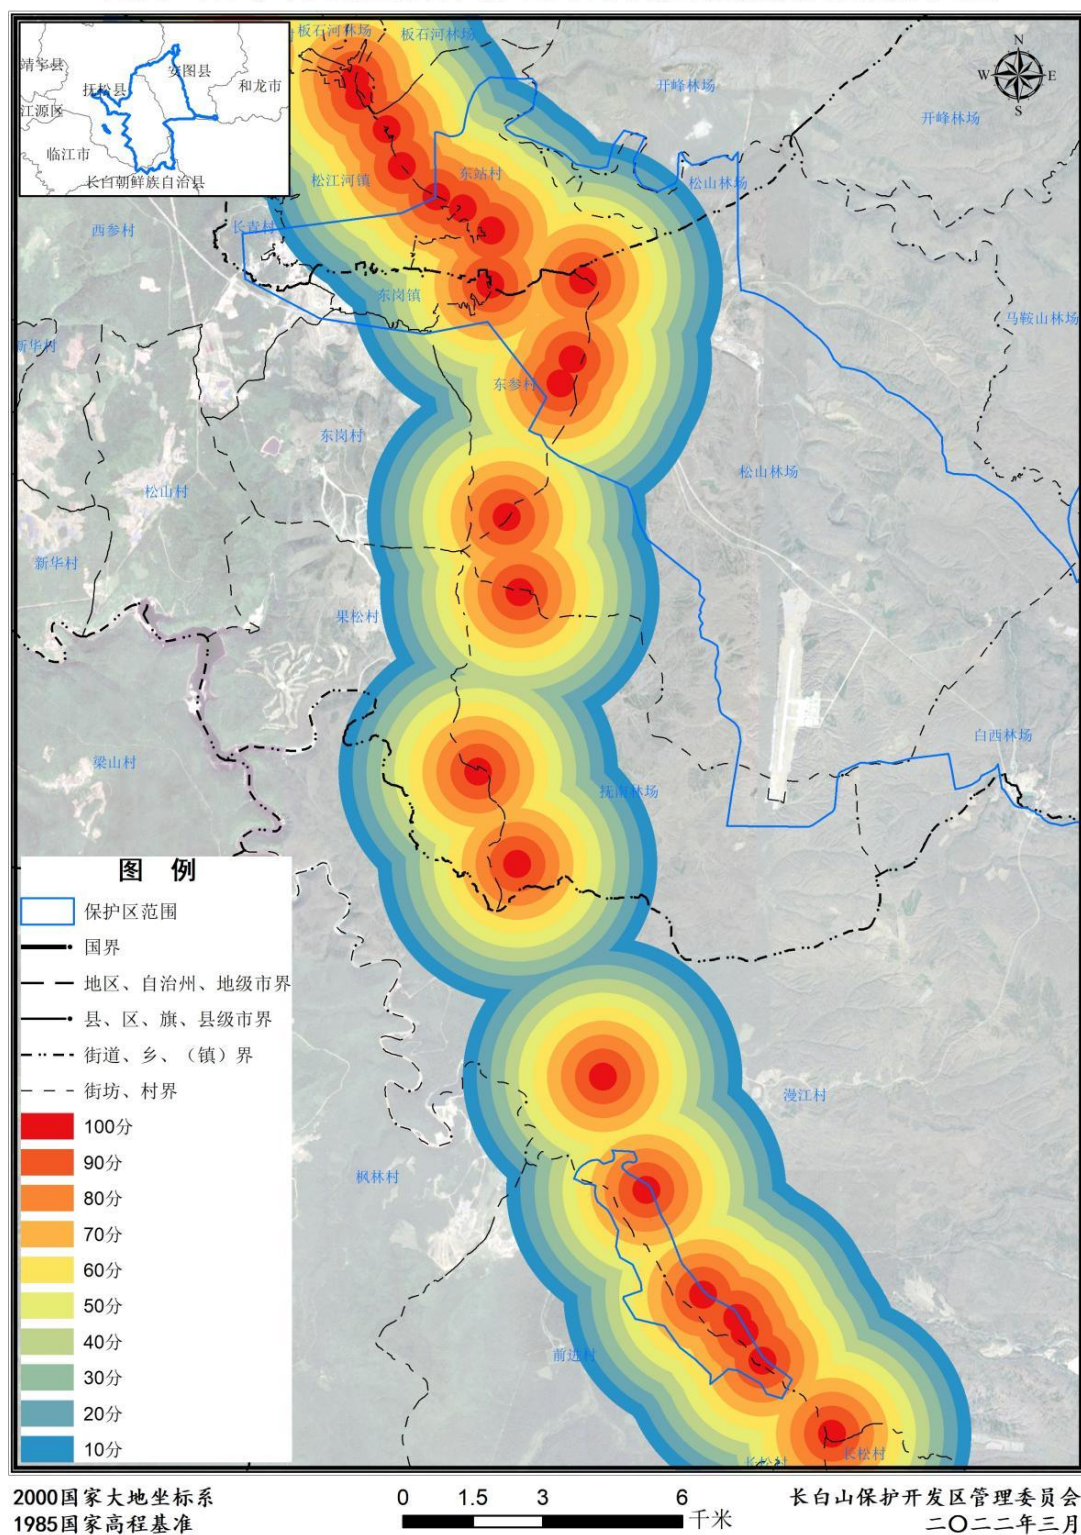 板石河林场
板石河林场
靖宇县
安图县
抚松县
和龙市
江源区
临江市
长白朝鲜族自治县
N
W
E
S
开峰林场
开峰林场
松江河镇
东站村
松山林场
西参村
长青村
东岗镇
马鞍山林场
新华村
东参村
东岗村
松山林场
松山村
新华村
果松村
白西林场
梁山村
抚南林场
漫江村
枫林村
前进村
长松村
长松村
图 例
保护区范围
国界
地区、自治州、地级市界
县、区、旗、县级市界
街道、乡、（镇）界
街坊、村界
100分
90分
80分
70分
60分
50分
40分
30分
20分
10分
2000国家大地坐标系
1985国家高程基准
0 1.5 3 6
千米
长白山保护开发区管理委员会
二〇二二年三月